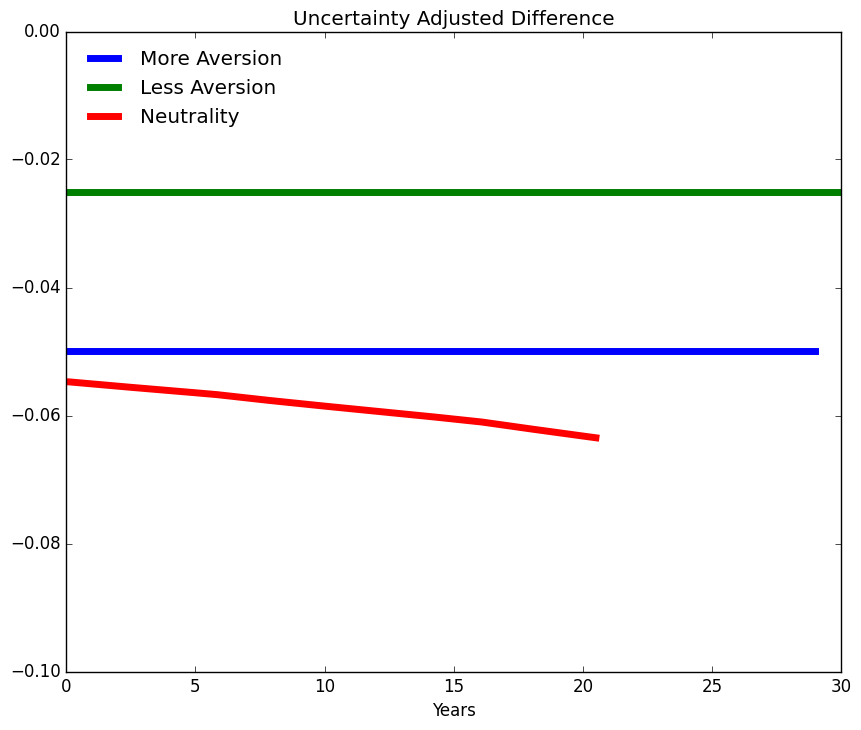 Uncertainty Adjusted Difference
0.00
More Aversion
Less Aversion
Neutrality
−0.02
−0.04
−0.06
−0.08
−0.10
0 5 10 15 20 25 30
Years